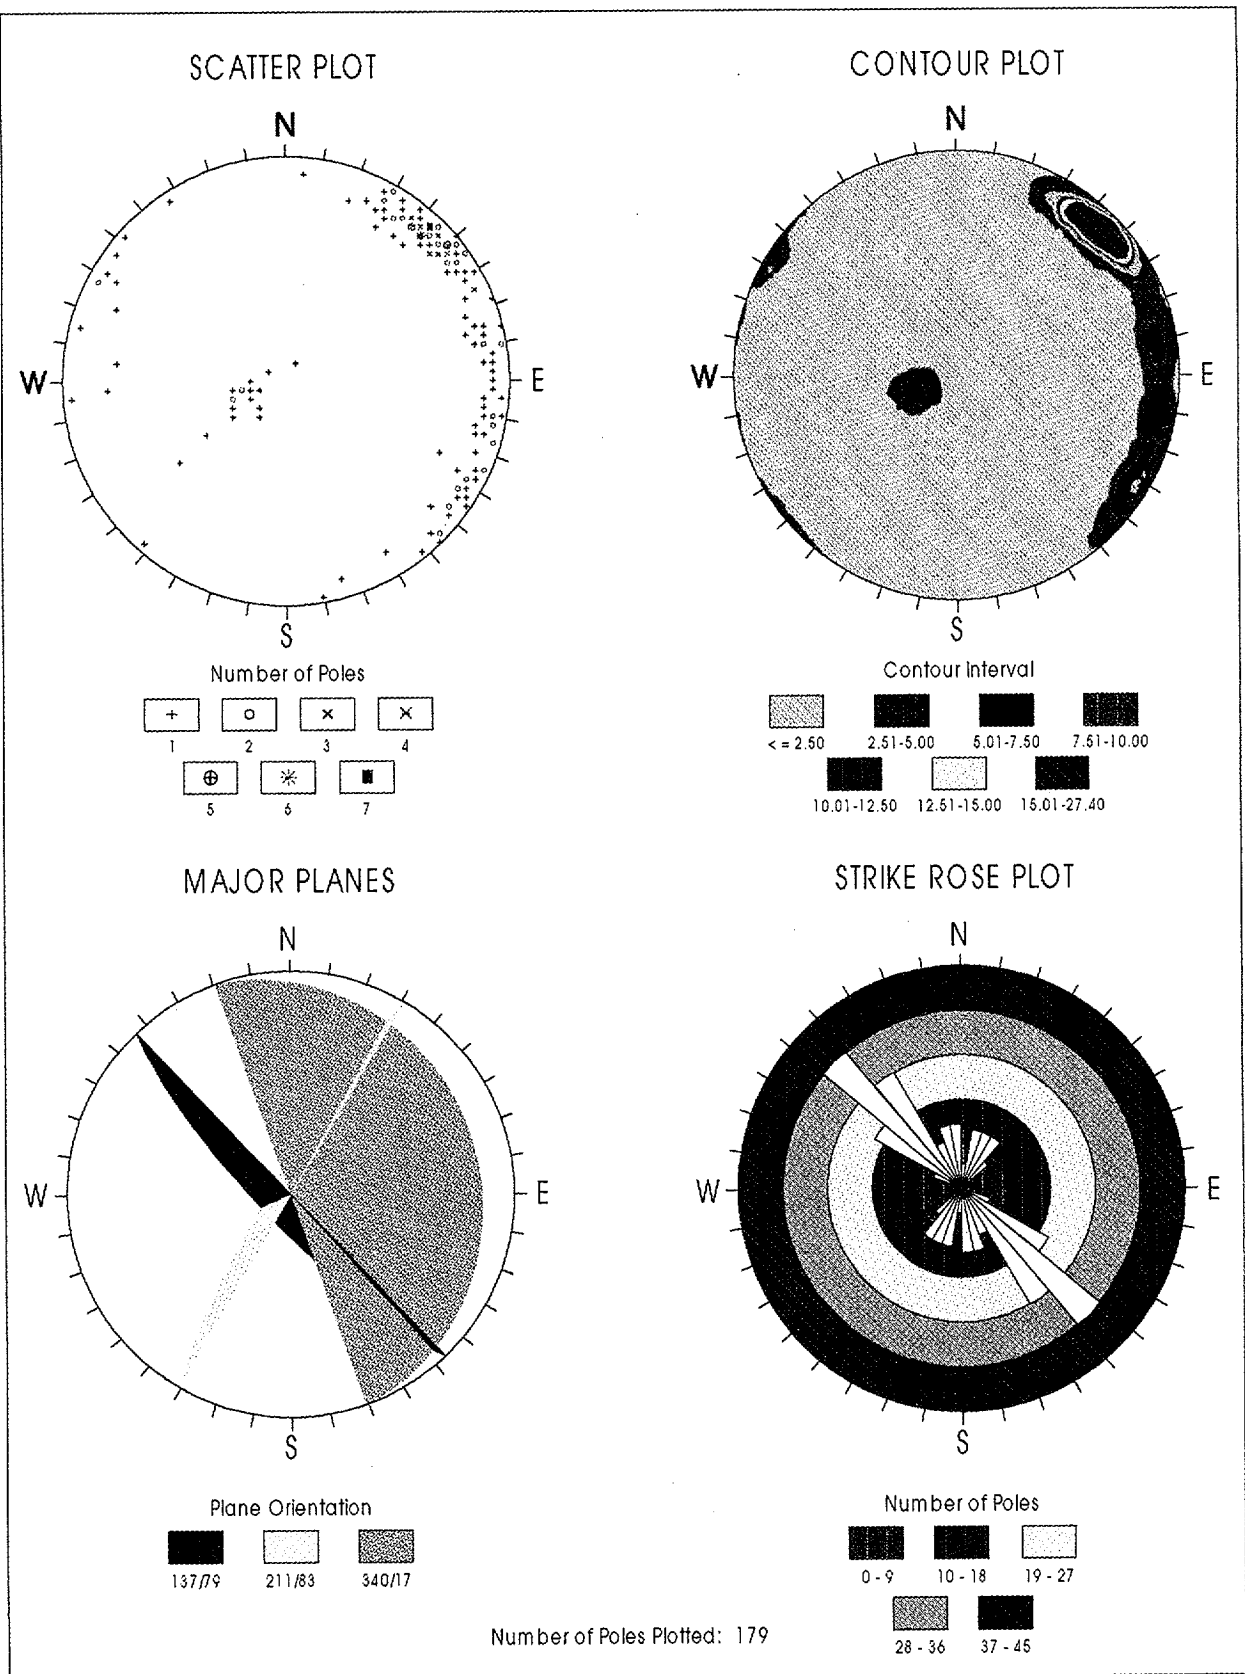 SCATTER PLOT
N
W
E
S
Number of Poles
1 2 3 4
5 6 7
CONTOUR PLOT
N
W
E
S
Contour Interval
< = 2.50 2.51-5.00 5.01-7.50 7.51-10.00
10.01-12.50 12.51-15.00 15.01-27.40
MAJOR PLANES
N
W
E
S
Plane Orientation
137/79 211/83 340/17
STRIKE ROSE PLOT
N
W
E
S
Number of Poles
0 - 9 10 - 18 19 - 27
28 - 36 37 - 45
Number of Poles Plotted: 179